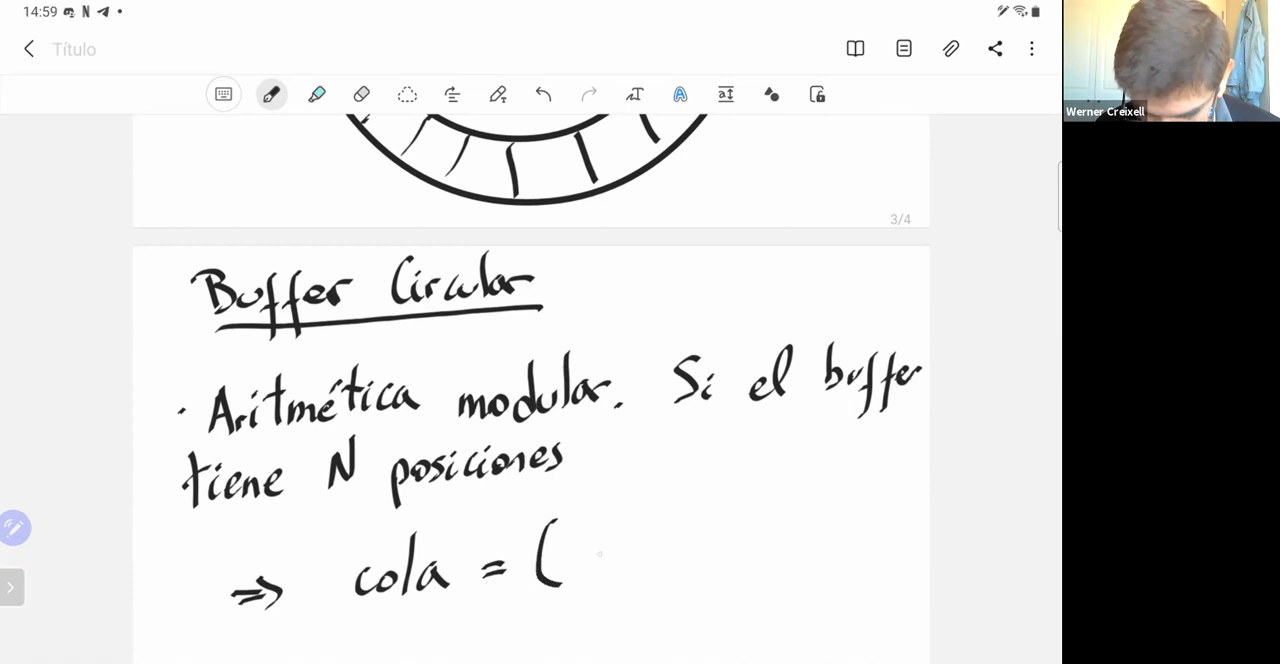 14:59
Título
Werner Creixell
3/4
Buffer Circular
· Aritmética modular. Si el buffer
tiene N posiciones
⇒ cola = (